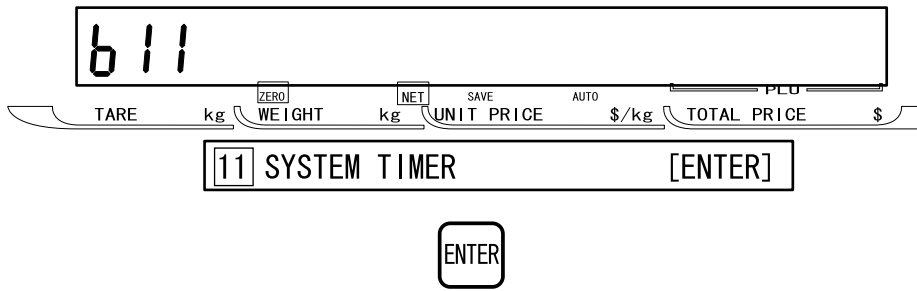 b11
PLU
ZERO NET SAVE AUTO
TARE kg WEIGHT kg UNIT PRICE $/kg TOTAL PRICE $
11 SYSTEM TIMER [ENTER]
ENTER